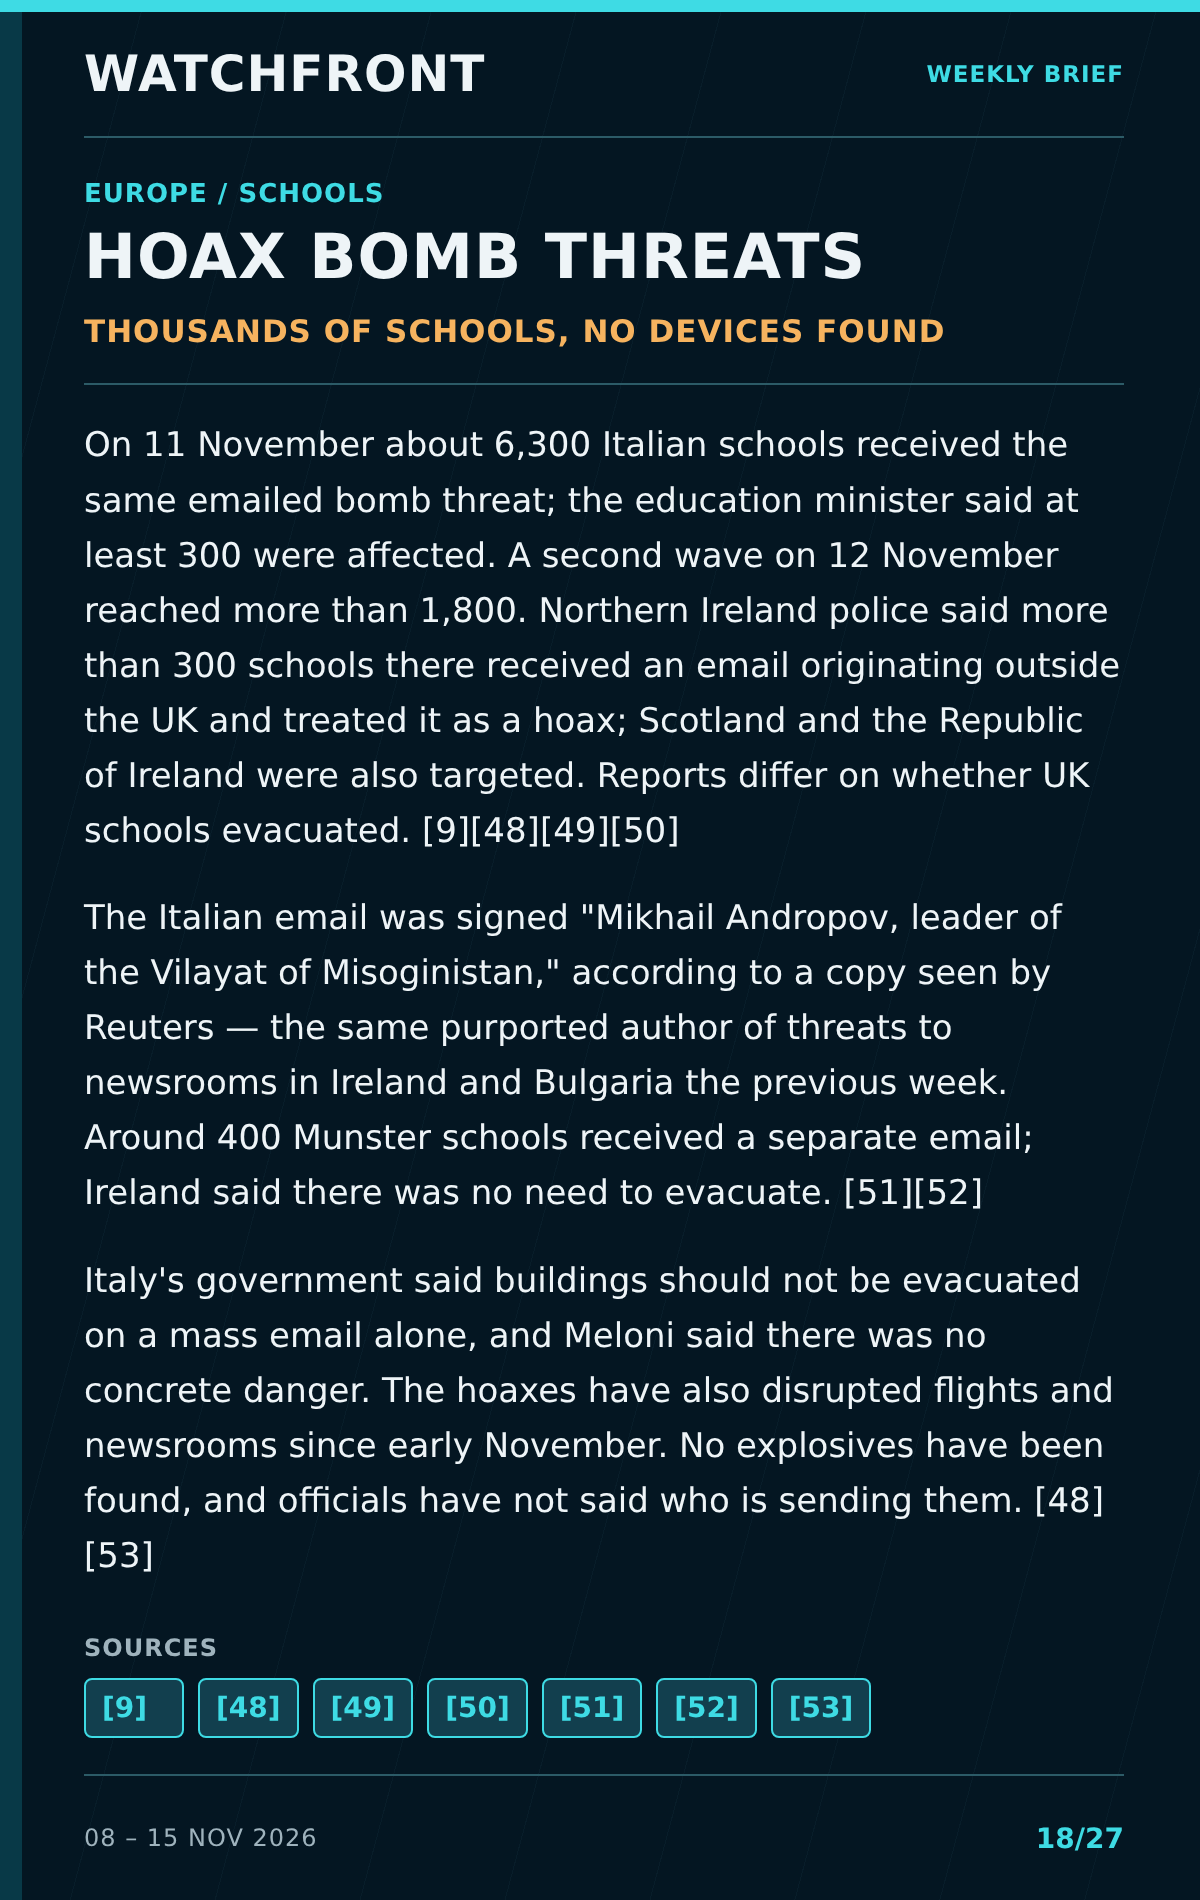 WATCHFRONT
WEEKLY BRIEF
EUROPE / SCHOOLS
HOAX BOMB THREATS
THOUSANDS OF SCHOOLS, NO DEVICES FOUND
On 11 November about 6,300 Italian schools received the
same emailed bomb threat; the education minister said at
least 300 were affected. A second wave on 12 November
reached more than 1,800. Northern Ireland police said more
than 300 schools there received an email originating outside
the UK and treated it as a hoax; Scotland and the Republic
of Ireland were also targeted. Reports differ on whether UK
schools evacuated. [9][48][49][50]
The Italian email was signed "Mikhail Andropov, leader of
the Vilayat of Misoginistan," according to a copy seen by
Reuters — the same purported author of threats to
newsrooms in Ireland and Bulgaria the previous week.
Around 400 Munster schools received a separate email;
Ireland said there was no need to evacuate. [51][52]
Italy's government said buildings should not be evacuated
on a mass email alone, and Meloni said there was no
concrete danger. The hoaxes have also disrupted flights and
newsrooms since early November. No explosives have been
found, and officials have not said who is sending them. [48]
[53]
SOURCES
[9] [48] [49] [50] [51] [52] [53]
08 – 15 NOV 2026
18/27